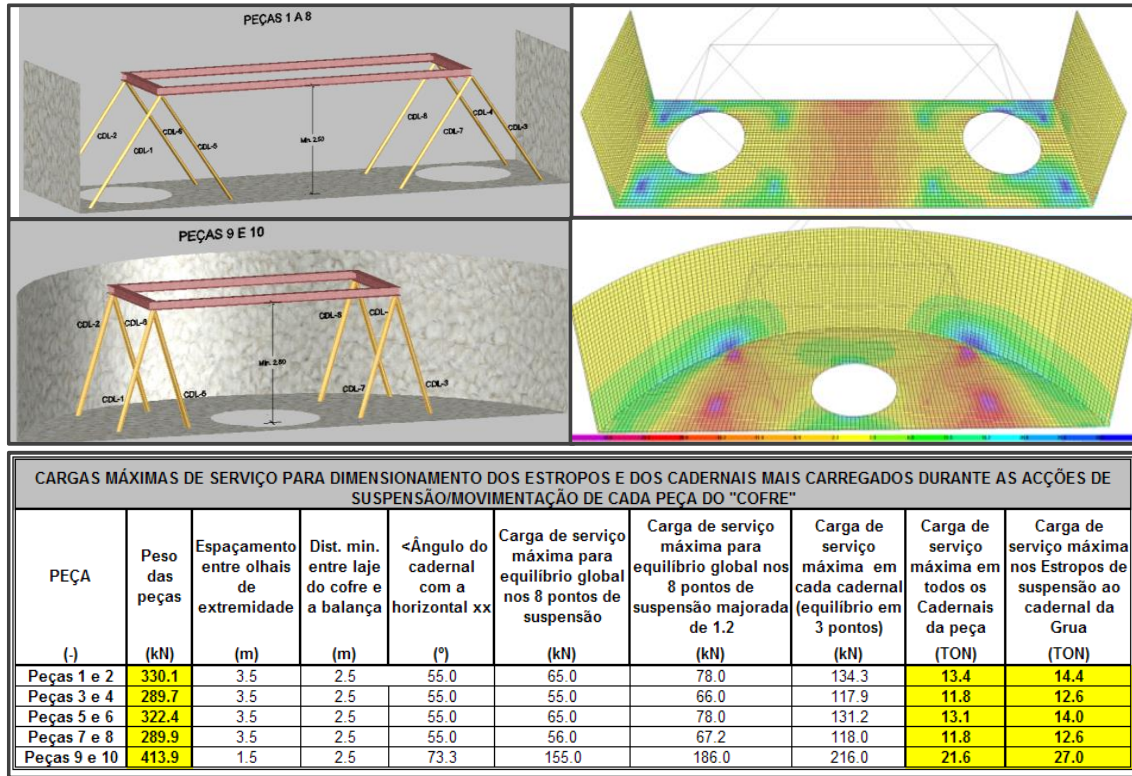 PEÇAS 1 A 8
CDL-2
CDL-1
CDL-6
CDL-5
Min. 2.50
CDL-8
CDL-7
CDL-4
CDL-3
PEÇAS 9 E 10
CDL-2
CDL-6
CDL-1
CDL-5
Min. 2.50
CDL-8
CDL-
CDL-7
CDL-3
CARGAS MÁXIMAS DE SERVIÇO PARA DIMENSIONAMENTO DOS ESTROPOS E DOS CADERNAIS MAIS CARREGADOS DURANTE AS ACÇÕES DE
SUSPENSÃO/MOVIMENTAÇÃO DE CADA PEÇA DO "COFRE"
PEÇA
(-)
Peso
das
peças
(kN)
Espaçamento
entre olhais
de
extremidade
(m)
Dist. min.
entre laje
do cofre e
a balança
(m)
<Ângulo do
cadernal
com a
horizontal xx
(º)
Carga de serviço
máxima para
equilíbrio global
nos 8 pontos de
suspensão
(kN)
Carga de serviço
máxima para
equilíbrio global nos
8 pontos de
suspensão majorada
de 1.2
(kN)
Carga de
serviço
máxima em
cada cadernal
(equilíbrio em
3 pontos)
(kN)
Carga de
serviço
máxima em
todos os
Cadernais
da peça
(TON)
Carga de
serviço máxima
nos Estropos de
suspensão ao
cadernal da
Grua
(TON)
Peças 1 e 2 330.1 3.5 2.5 55.0 65.0 78.0 134.3 13.4 14.4
Peças 3 e 4 289.7 3.5 2.5 55.0 55.0 66.0 117.9 11.8 12.6
Peças 5 e 6 322.4 3.5 2.5 55.0 65.0 78.0 131.2 13.1 14.0
Peças 7 e 8 289.9 3.5 2.5 55.0 56.0 67.2 118.0 11.8 12.6
Peças 9 e 10 413.9 1.5 2.5 73.3 155.0 186.0 216.0 21.6 27.0